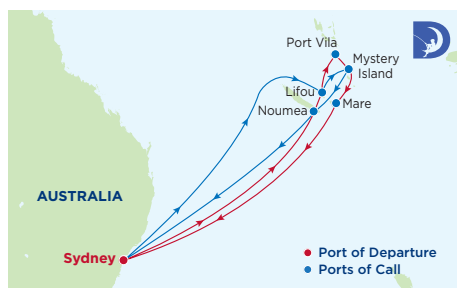 Port Vila
Mystery
Island
Lifou
Mare
Noumea
AUSTRALIA
Sydney
Port of Departure
Ports of Call